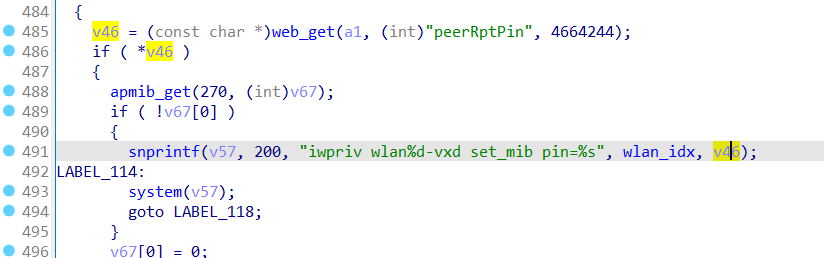 484 {
485 v46 = (const char *)web_get(a1, (int)"peerRptPin", 4664244);
486 if ( *v46 )
487 {
488 apmib_get(270, (int)v67);
489 if ( !v67[0] )
490 {
491 snprintf(v57, 200, "iwpriv wlan%d-vxd set_mib pin=%s", wlan_idx, v46);
492 LABEL_114:
493 system(v57);
494 goto LABEL_118;
495 }
496 v67[0] = 0;